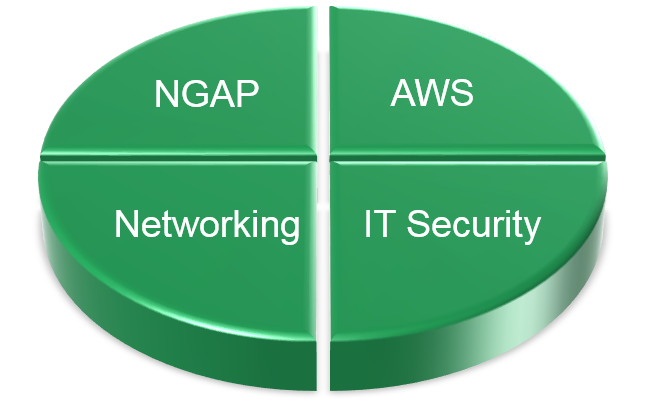 NGAP
AWS
Networking
IT Security